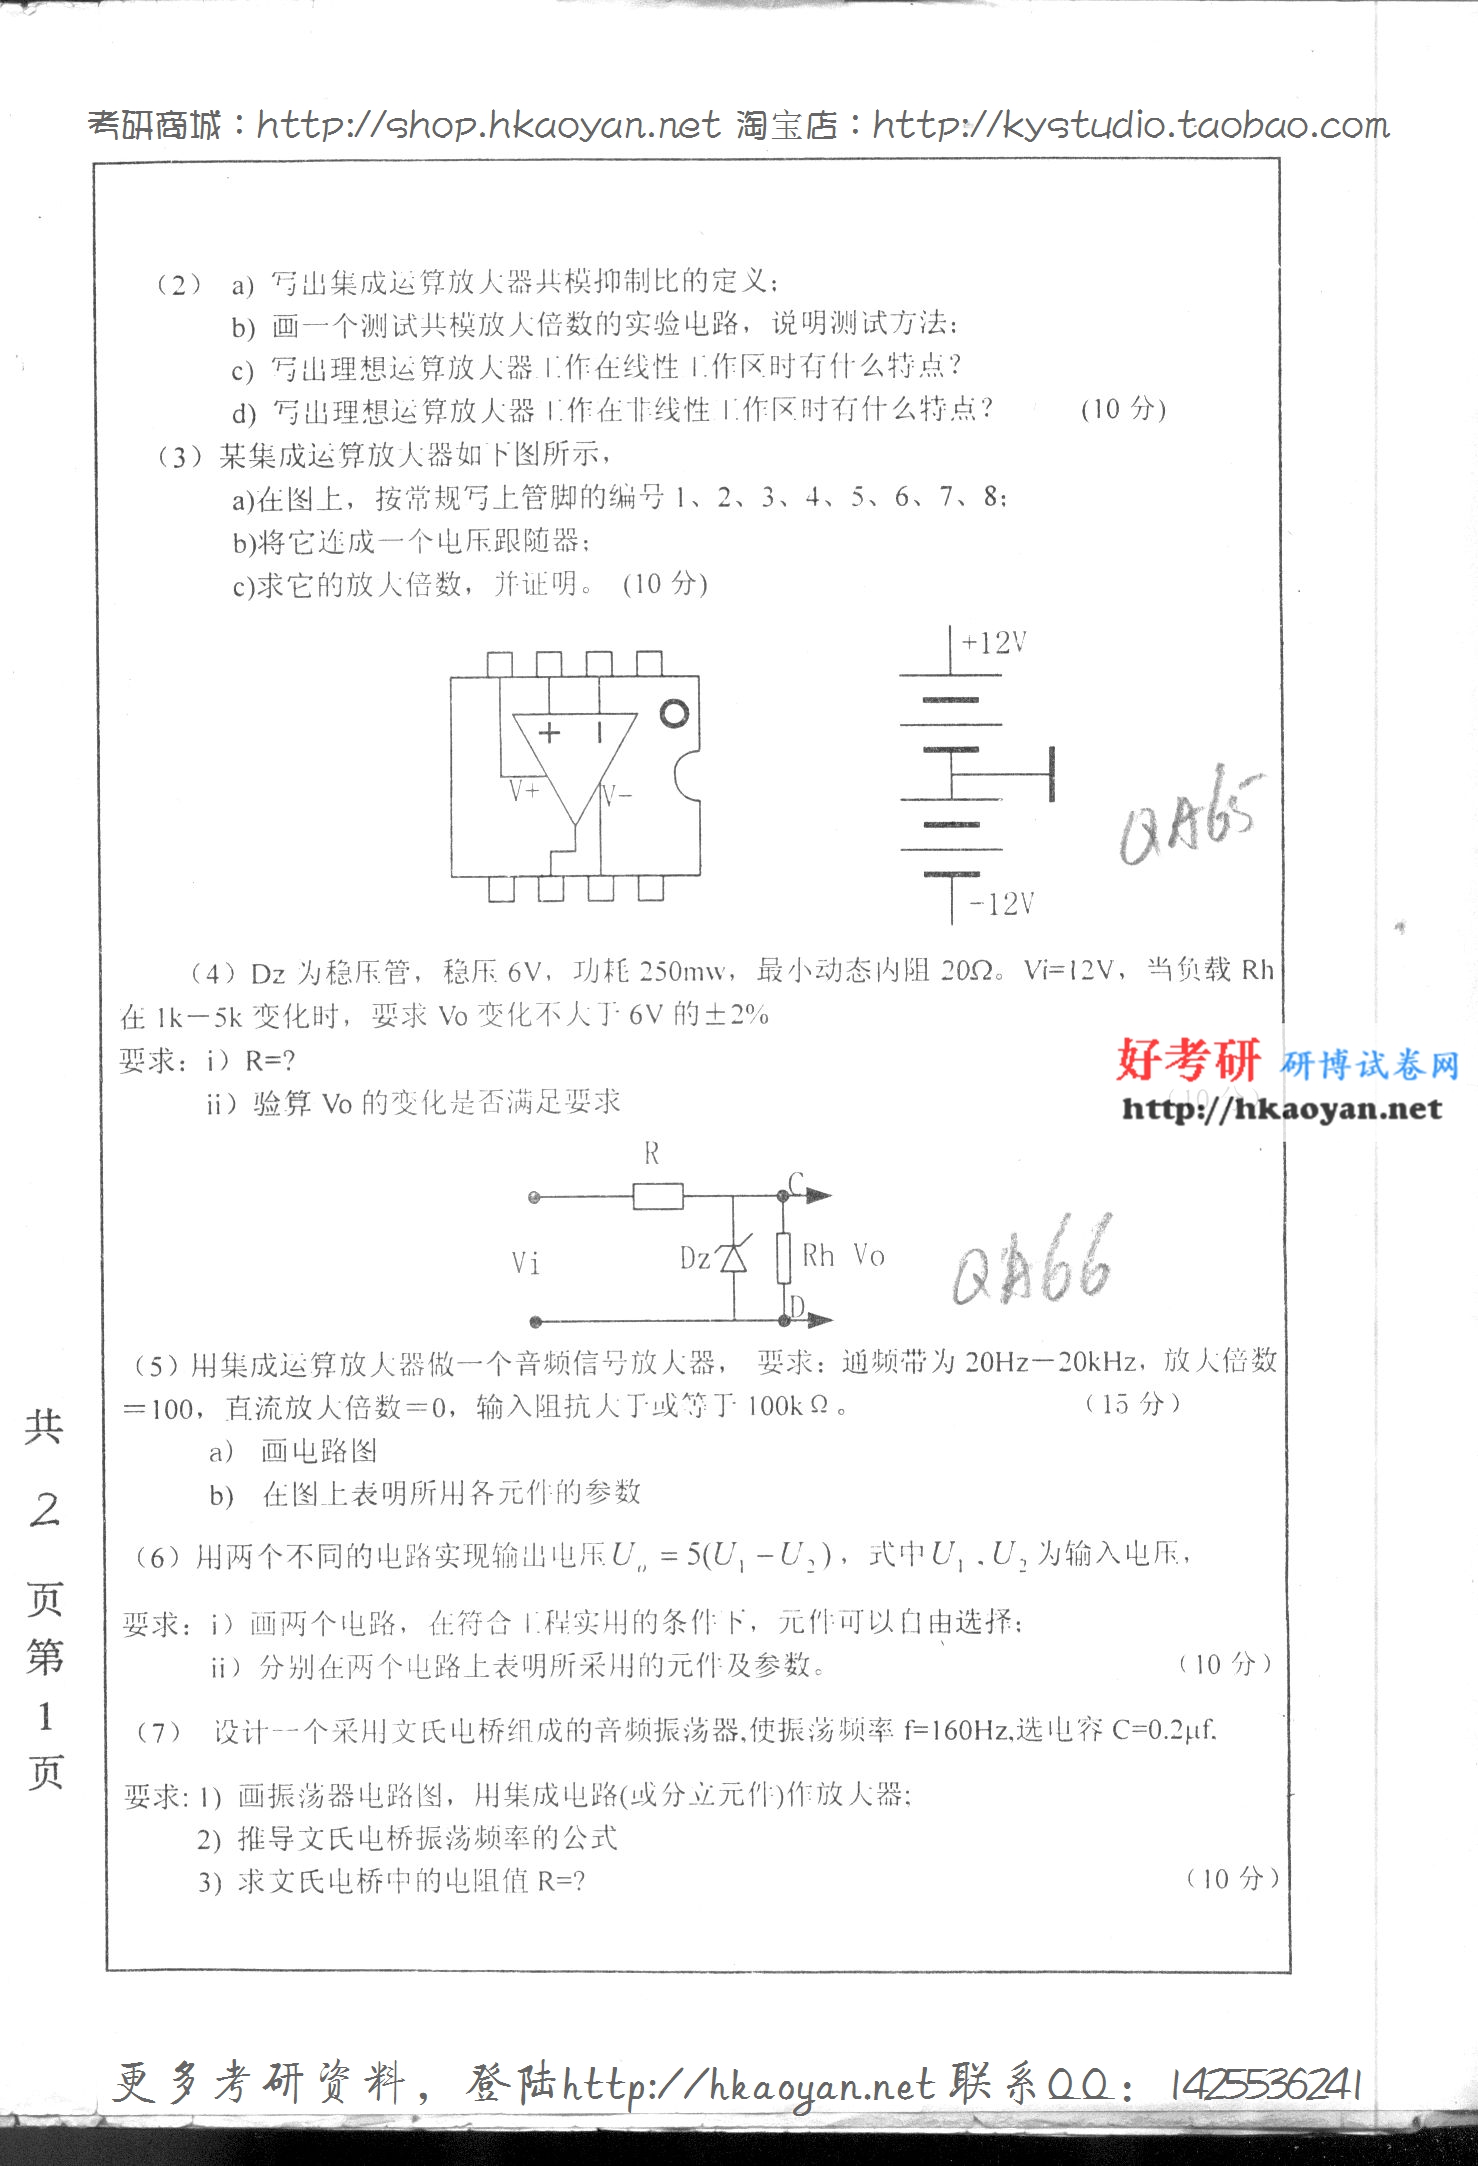 考研商城：http://shop.hkaoyan.net 淘宝店：http://kystudio.taobao.com
（2） a) 写出集成运算放大器共模抑制比的定义；
b) 画一个测试共模放大倍数的实验电路，说明测试方法；
c) 写出理想运算放大器工作在线性工作区时有什么特点？
d) 写出理想运算放大器工作在非线性工作区时有什么特点？ (10 分)
（3）某集成运算放大器如下图所示，
a)在图上，按常规写上管脚的编号 1、2、3、4、5、6、7、8；
b)将它连成一个电压跟随器；
c)求它的放大倍数，并证明。 (10 分)
+12V
+ −
V+ V−
QA65
-12V
（4）Dz 为稳压管，稳压 6V，功耗 250mw，最小动态内阻 20Ω。Vi=12V，当负载 Rh
在 1k－5k 变化时，要求 Vo 变化不大于 6V 的±2%
要求：i）R=?
ii）验算 Vo 的变化是否满足要求
好考研 研博试卷网
http://hkaoyan.net
R
C
Vi Dz Rh Vo
D
QA66
（5）用集成运算放大器做一个音频信号放大器， 要求：通频带为 20Hz－20kHz，放大倍数
＝100，直流放大倍数＝0，输入阻抗大于或等于 100kΩ。 （15 分）
a） 画电路图
b) 在图上表明所用各元件的参数
（6）用两个不同的电路实现输出电压 U₀ = 5(U₁ − U₂)，式中 U₁、U₂ 为输入电压，
要求：i）画两个电路，在符合工程实用的条件下，元件可以自由选择；
ii）分别在两个电路上表明所采用的元件及参数。 （10 分）
（7） 设计一个采用文氏电桥组成的音频振荡器,使振荡频率 f=160Hz,选电容 C=0.2μf.
要求: 1) 画振荡器电路图，用集成电路(或分立元件)作放大器；
2) 推导文氏电桥振荡频率的公式
3) 求文氏电桥中的电阻值 R=? （10 分）
共 2 页第 1 页
更多考研资料，登陆http://hkaoyan.net 联系QQ：1425536241